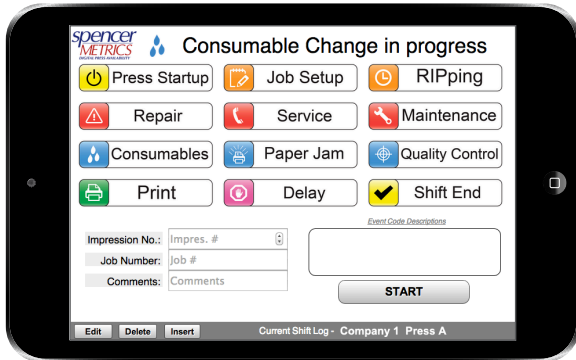 spencer
METRICS
DIGITAL PRESS AVAILABILITY
Consumable Change in progress
Press Startup
Job Setup
RIPping
Repair
Service
Maintenance
Consumables
Paper Jam
Quality Control
Print
Delay
Shift End
Event Code Descriptions
Impression No.: Impres. #
Job Number: Job #
Comments: Comments
START
Edit Delete Insert Current Shift Log - Company 1 Press A